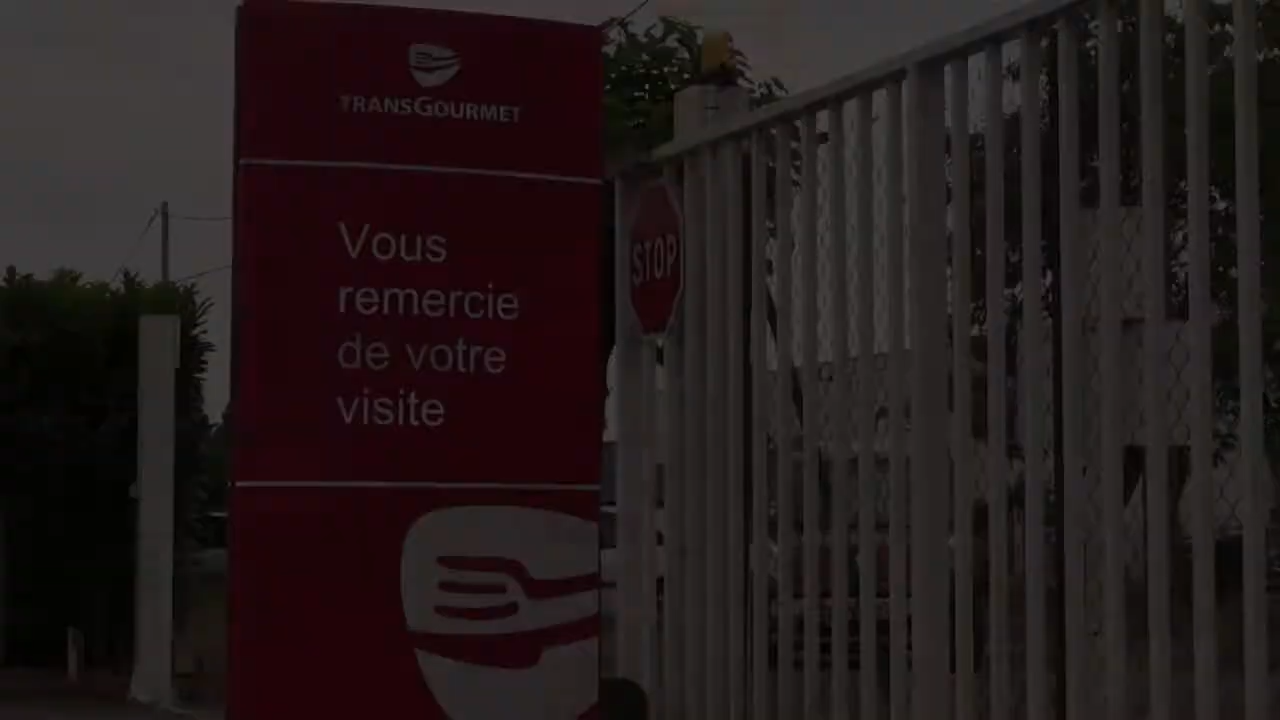 TRANSGOURMET
Vous
remercie
de votre
visite
STOP